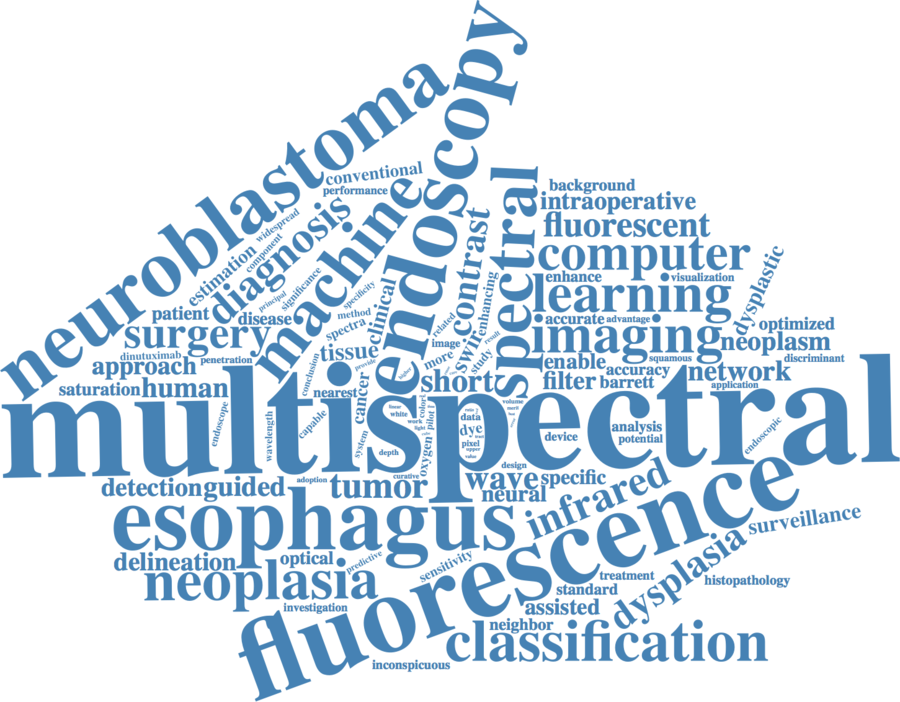 neuroblastoma
endoscopy
conventional
performance
widespread
component
diagnosis
estimation
machine
principal
significance
specificity
method
spectra
clinical
contrast
spectral
background
intraoperative
fluorescent
computer
enhance
visualization
dysplastic
learning
accurate
advantage
optimized
imaging
neoplasm
discriminant
patient
disease
surgery
dinutuximab
penetration
approach
saturation
human
conclusion
tissue
nearest
provide
cancer
related
image
more
swir
enhancing
study
result
short
higher
enable
squamous
accuracy
network
filter
barrett
application
multispectral
endoscope
wavelength
capable
system
white
work
light
colors
pilot
depth
oxygen
curative
data
dye
pixel
upper
value
volume
merit
device
analysis
potential
endoscopic
design
detection
guided
adoption
tumor
wave
specific
neural
infrared
esophagus
fluorescence
surveillance
delineation
optical
predictive
sensitivity
neoplasia
investigation
treatment
standard
dysplasia
histopathology
assisted
neighbor
classification
inconspicuous